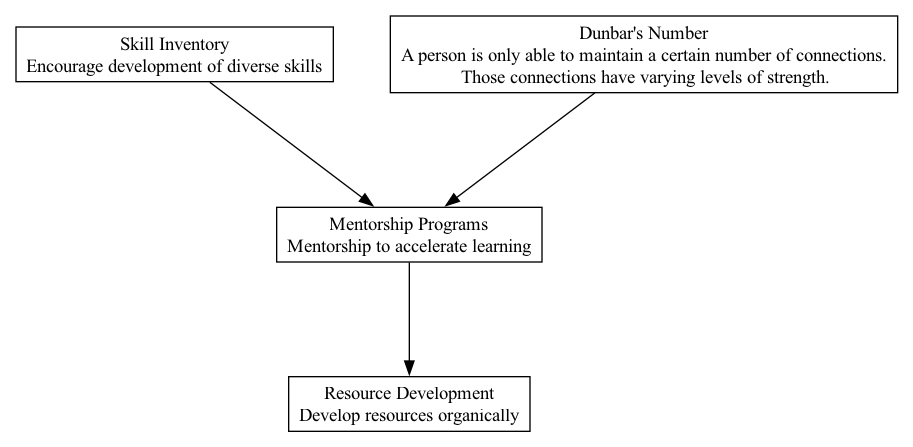 Skill Inventory
Encourage development of diverse skills
Dunbar's Number
A person is only able to maintain a certain number of connections.
Those connections have varying levels of strength.
Mentorship Programs
Mentorship to accelerate learning
Resource Development
Develop resources organically